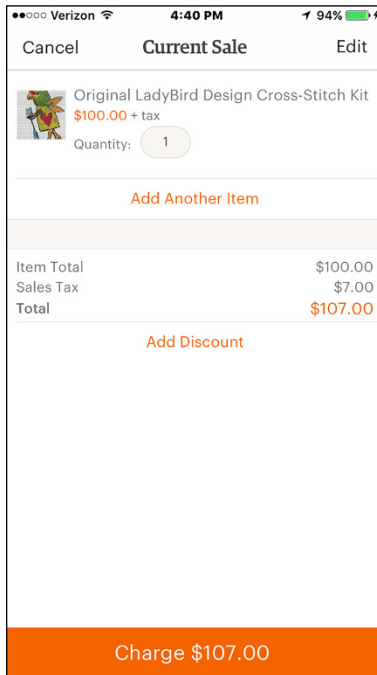 Verizon 4:40 PM 94%
Cancel Current Sale Edit
Original LadyBird Design Cross-Stitch Kit
$100.00 + tax
Quantity: 1
Add Another Item
Item Total $100.00
Sales Tax $7.00
Total $107.00
Add Discount
Charge $107.00